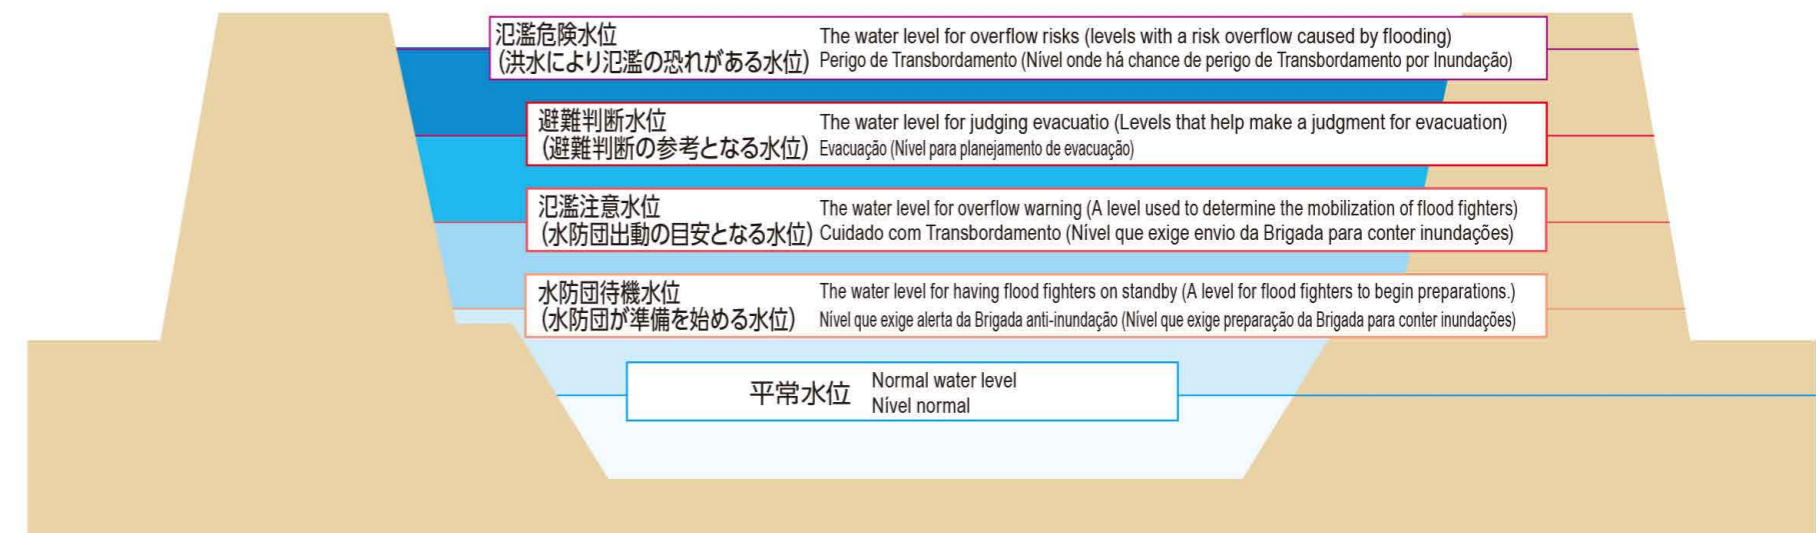 氾濫危険水位
(洪水により氾濫の恐れがある水位)
The water level for overflow risks (levels with a risk overflow caused by flooding)
Perigo de Transbordamento (Nível onde há chance de perigo de Transbordamento por Inundação)
避難判断水位
(避難判断の参考となる水位)
The water level for judging evacuatio (Levels that help make a judgment for evacuation)
Evacuação (Nível para planejamento de evacuação)
氾濫注意水位
(水防団出動の目安となる水位)
The water level for overflow warning (A level used to determine the mobilization of flood fighters)
Cuidado com Transbordamento (Nível que exige envio da Brigada para conter inundações)
水防団待機水位
(水防団が準備を始める水位)
The water level for having flood fighters on standby (A level for flood fighters to begin preparations.)
Nível que exige alerta da Brigada anti-inundação (Nível que exige preparação da Brigada para conter inundações)
平常水位
Normal water level
Nível normal